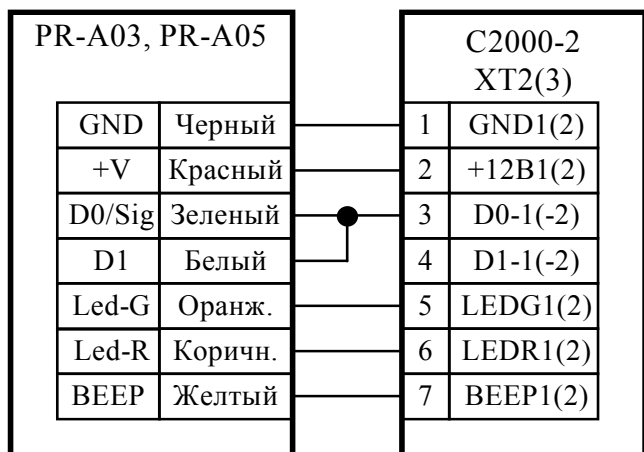 PR-A03, PR-A05
GND Черный
+V Красный
D0/Sig Зеленый
D1 Белый
Led-G Оранж.
Led-R Коричн.
BEEP Желтый
C2000-2
XT2(3)
1 GND1(2)
2 +12В1(2)
3 D0-1(-2)
4 D1-1(-2)
5 LEDG1(2)
6 LEDR1(2)
7 BEEP1(2)